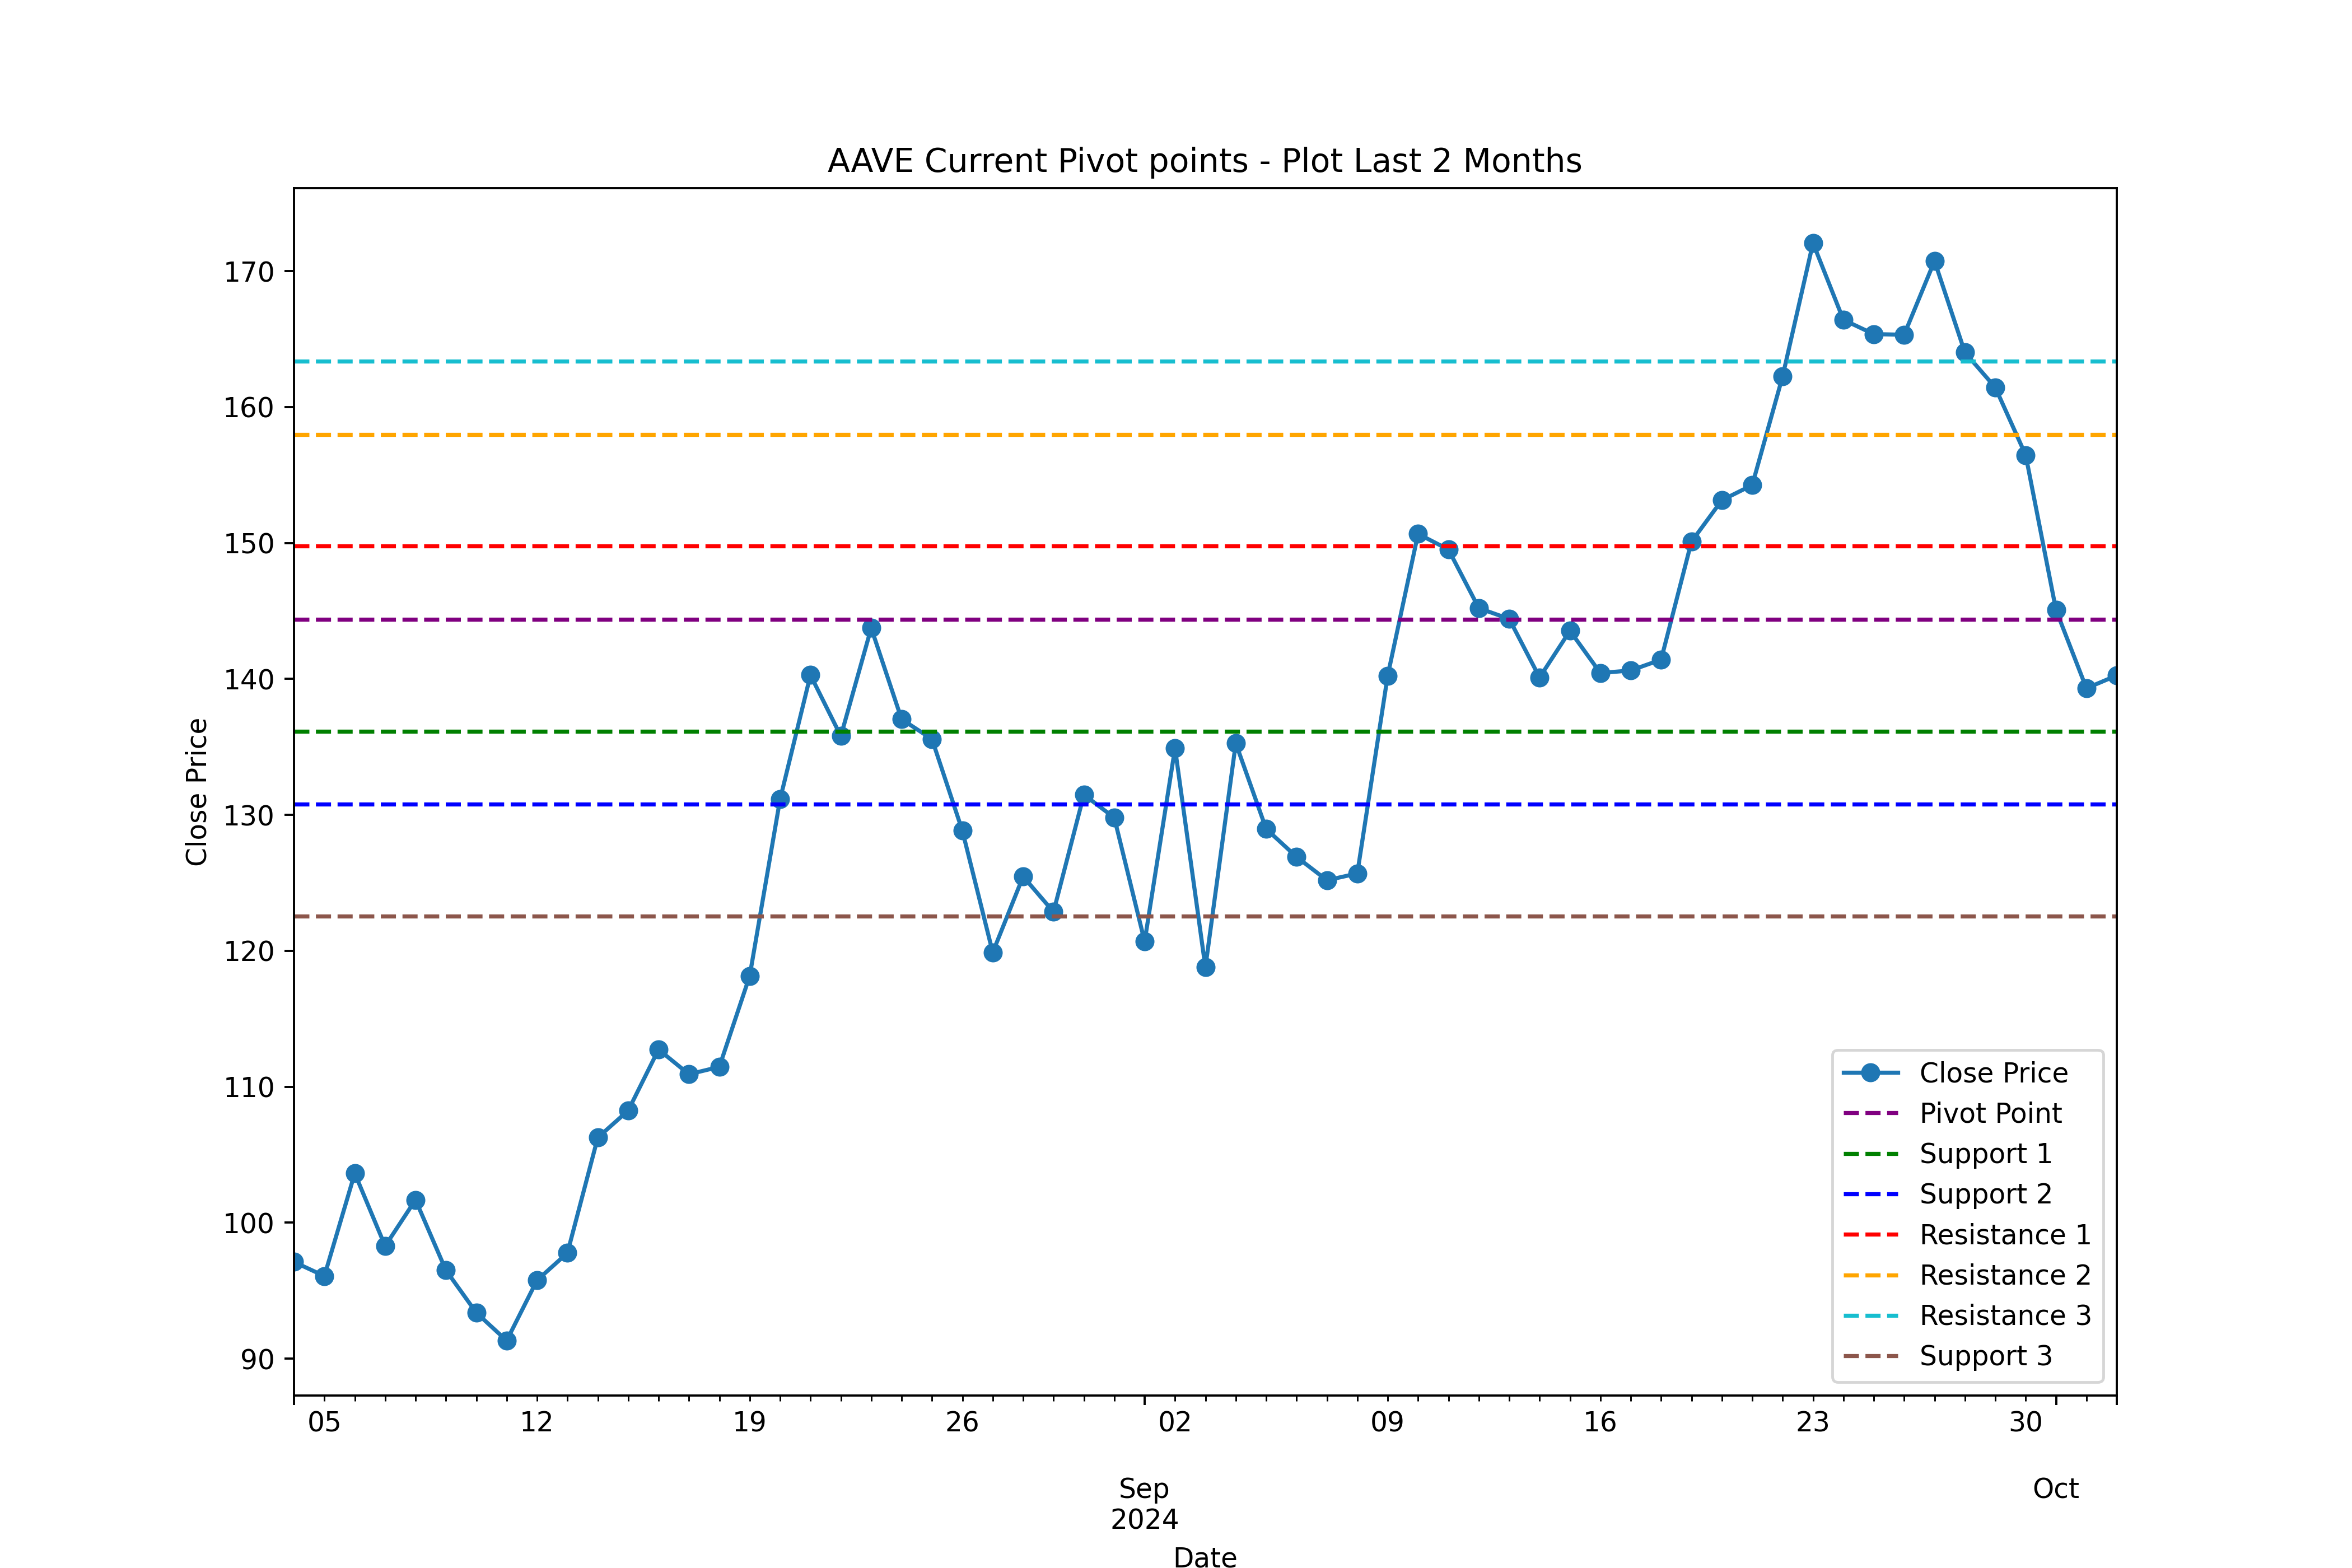 AAVE Current Pivot points - Plot Last 2 Months
Close Price
170
160
150
140
130
120
110
100
90
Close Price
Pivot Point
Support 1
Support 2
Resistance 1
Resistance 2
Resistance 3
Support 3
05 12 19 26 02 09 16 23 30
Sep Oct
2024
Date